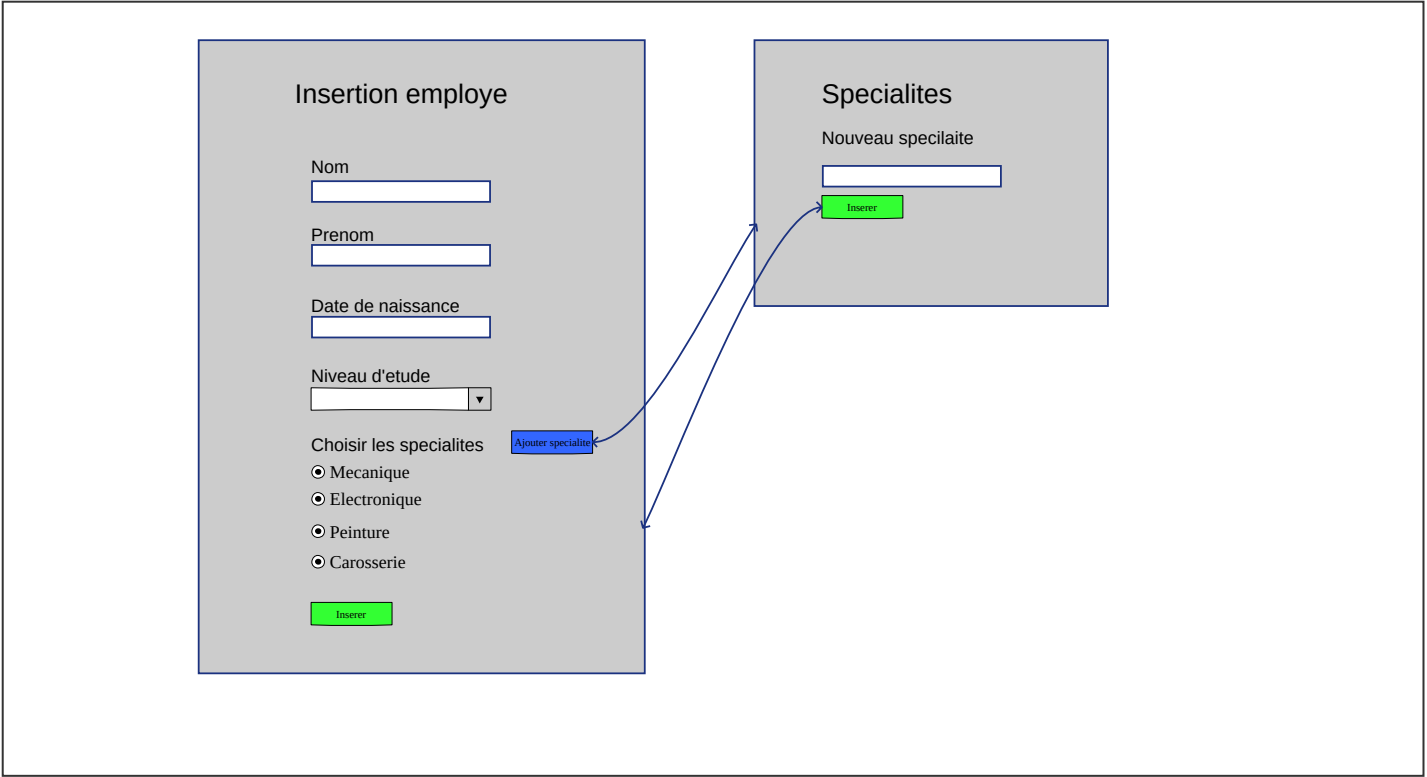 Insertion employe
Nom
Prenom
Date de naissance
Niveau d'etude
Choisir les specialites
Ajouter specialite
Mecanique
Electronique
Peinture
Carosserie
Inserer
Specialites
Nouveau specilaite
Inserer